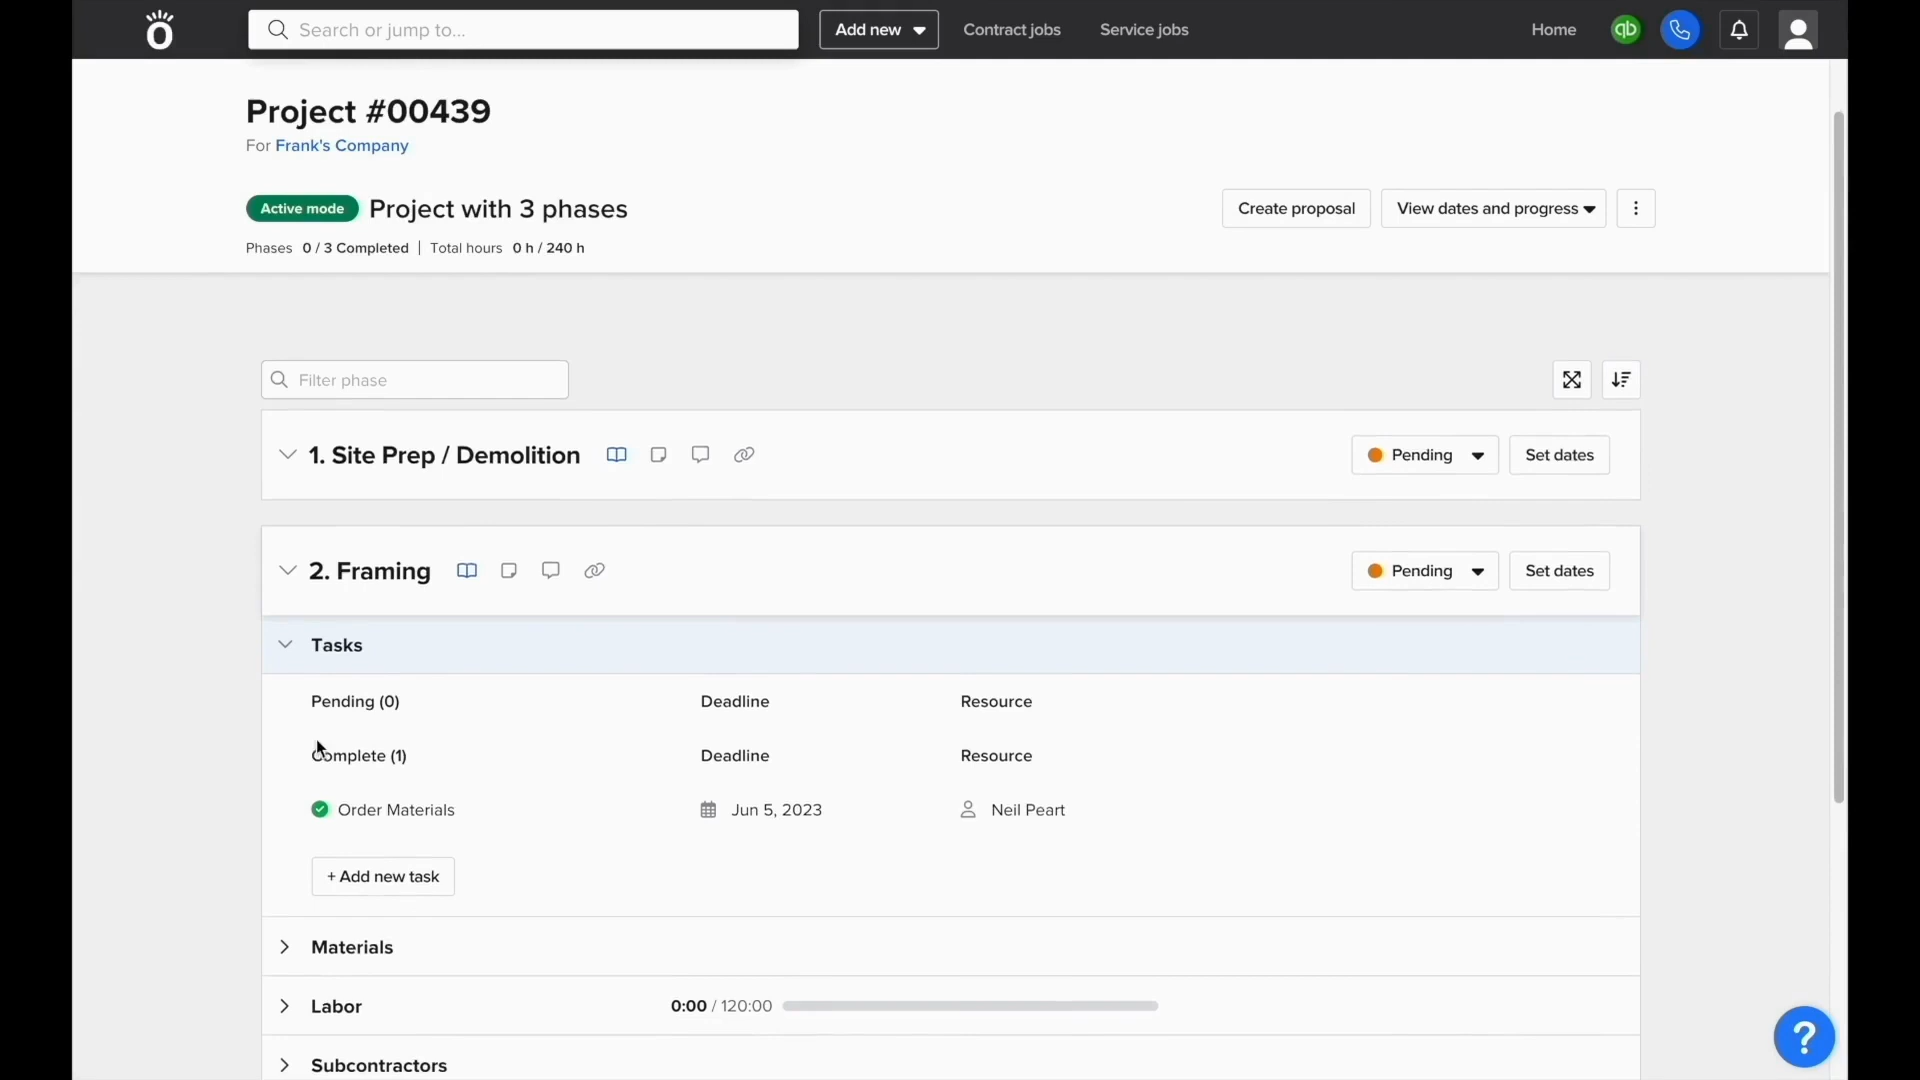 Search or jump to...
Add new
Contract jobs
Service jobs
Home
qb
Project #00439
For Frank's Company
Active mode
Project with 3 phases
Create proposal
View dates and progress
Phases 0 / 3 Completed | Total hours 0 h / 240 h
Filter phase
1. Site Prep / Demolition
Pending
Set dates
2. Framing
Pending
Set dates
Tasks
Pending (0)
Deadline
Resource
Complete (1)
Deadline
Resource
Order Materials
Jun 5, 2023
Neil Peart
+ Add new task
Materials
Labor
0:00 / 120:00
Subcontractors
?